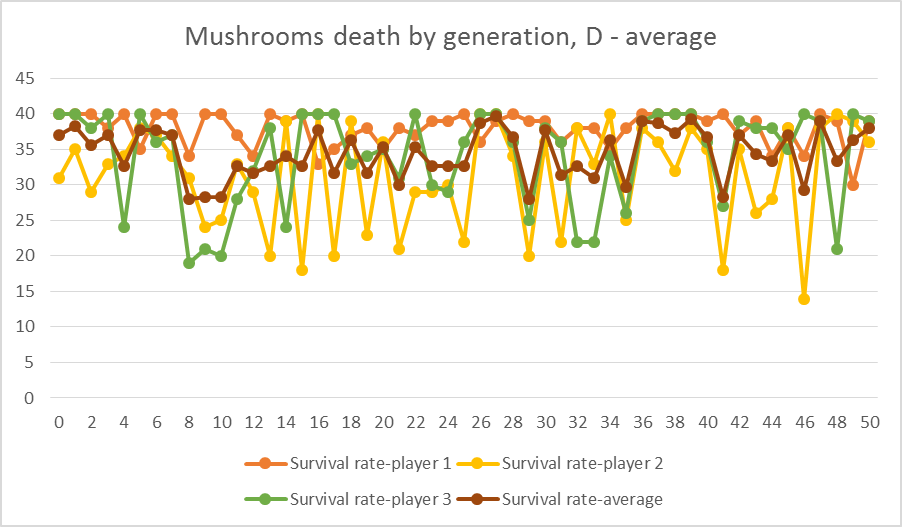 Mushrooms death by generation, D - average
45
40
35
30
25
20
15
10
5
0
0 2 4 6 8 10 12 14 16 18 20 22 24 26 28 30 32 34 36 38 40 42 44 46 48 50
Survival rate-player 1 Survival rate-player 2
Survival rate-player 3 Survival rate-average